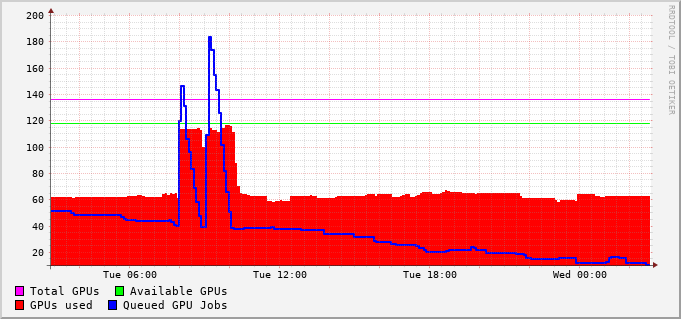 200
180
160
140
120
100
80
60
40
20
Tue 06:00 Tue 12:00 Tue 18:00 Wed 00:00
Total GPUs Available GPUs
GPUs used Queued GPU Jobs
RRDTOOL / TOBI OETIKER